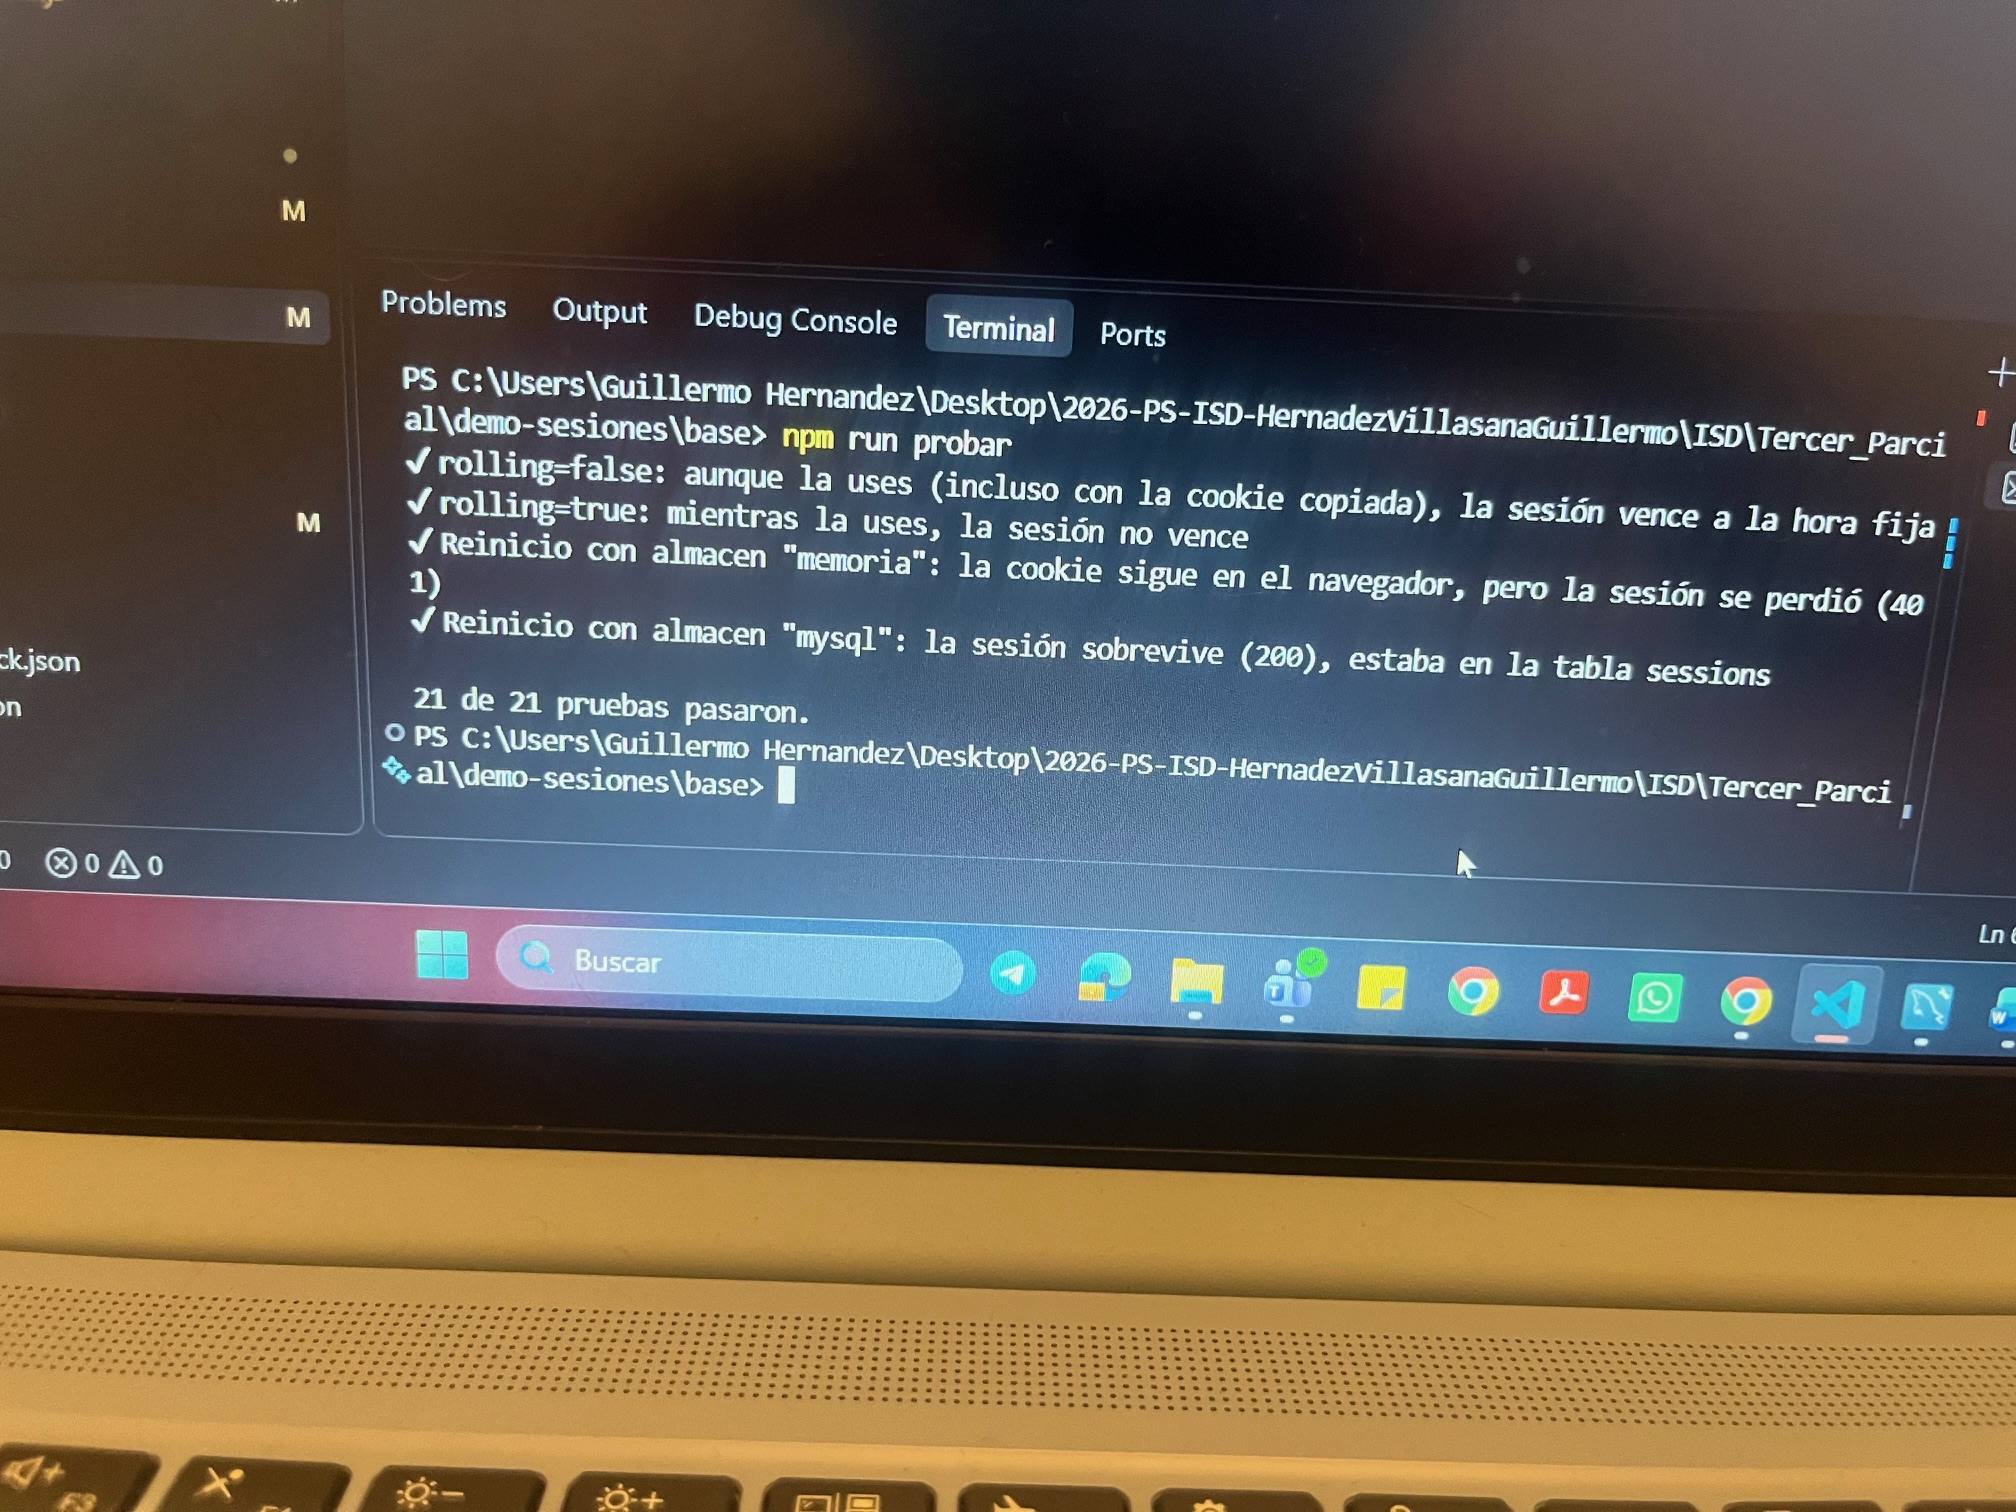 M
M
M
ck.json
on
Problems Output Debug Console Terminal Ports
PS C:\Users\Guillermo Hernandez\Desktop\2026-PS-ISD-HernadezVillasanaGuillermo\ISD\Tercer_Parci
al\demo-sesiones\base> npm run probar
✓ rolling=false: aunque la uses (incluso con la cookie copiada), la sesión vence a la hora fija
✓ rolling=true: mientras la uses, la sesión no vence
✓ Reinicio con almacen "memoria": la cookie sigue en el navegador, pero la sesión se perdió (40
1)
✓ Reinicio con almacen "mysql": la sesión sobrevive (200), estaba en la tabla sessions
21 de 21 pruebas pasaron.
PS C:\Users\Guillermo Hernandez\Desktop\2026-PS-ISD-HernadezVillasanaGuillermo\ISD\Tercer_Parci
al\demo-sesiones\base>
0 0 0
Ln
Buscar
F3